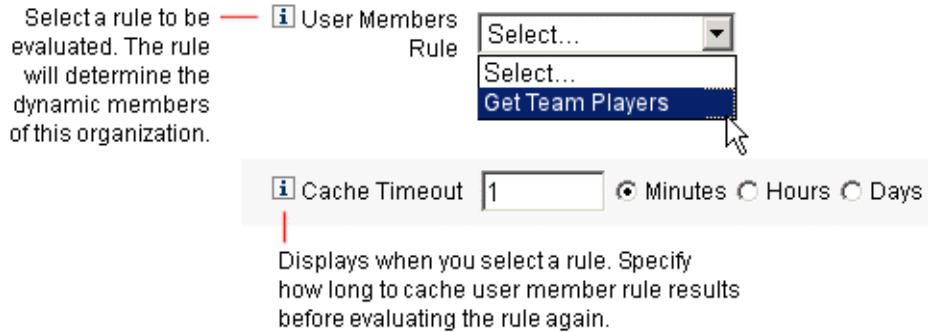 Select a rule to be
evaluated. The rule
will determine the
dynamic members
of this organization.
i User Members
Rule
Select...
Select...
Get Team Players
i Cache Timeout 1 Minutes Hours Days
Displays when you select a rule. Specify
how long to cache user member rule results
before evaluating the rule again.